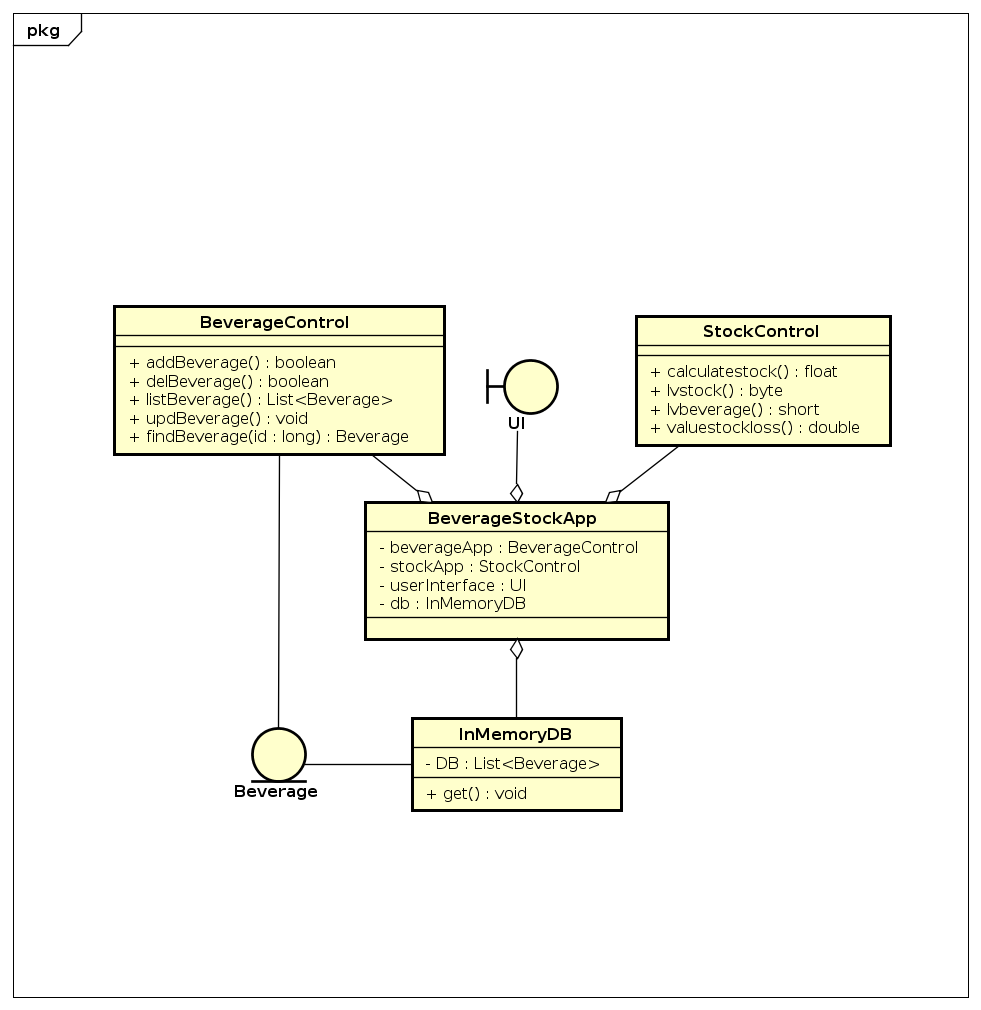 pkg
BeverageControl
+ addBeverage() : boolean
+ delBeverage() : boolean
+ listBeverage() : List<Beverage>
+ updBeverage() : void
+ findBeverage(id : long) : Beverage
UI
StockControl
+ calculatestock() : float
+ lvstock() : byte
+ lvbeverage() : short
+ valuestockloss() : double
BeverageStockApp
- beverageApp : BeverageControl
- stockApp : StockControl
- userInterface : UI
- db : InMemoryDB
Beverage
InMemoryDB
- DB : List<Beverage>
+ get() : void